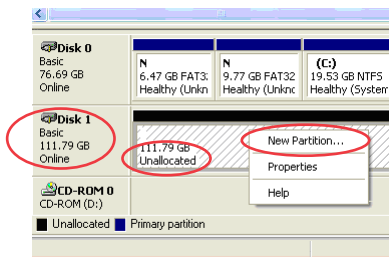 Disk 0
Basic
76.69 GB
Online
N
6.47 GB FAT3:
Healthy (Unkn
N
9.77 GB FAT32
Healthy (Unknc
(C:)
19.53 GB NTFS
Healthy (System
Disk 1
Basic
111.79 GB
Online
111.79 GB
Unallocated
New Partition...
Properties
Help
CD-ROM 0
CD-ROM (D:)
Unallocated
Primary partition